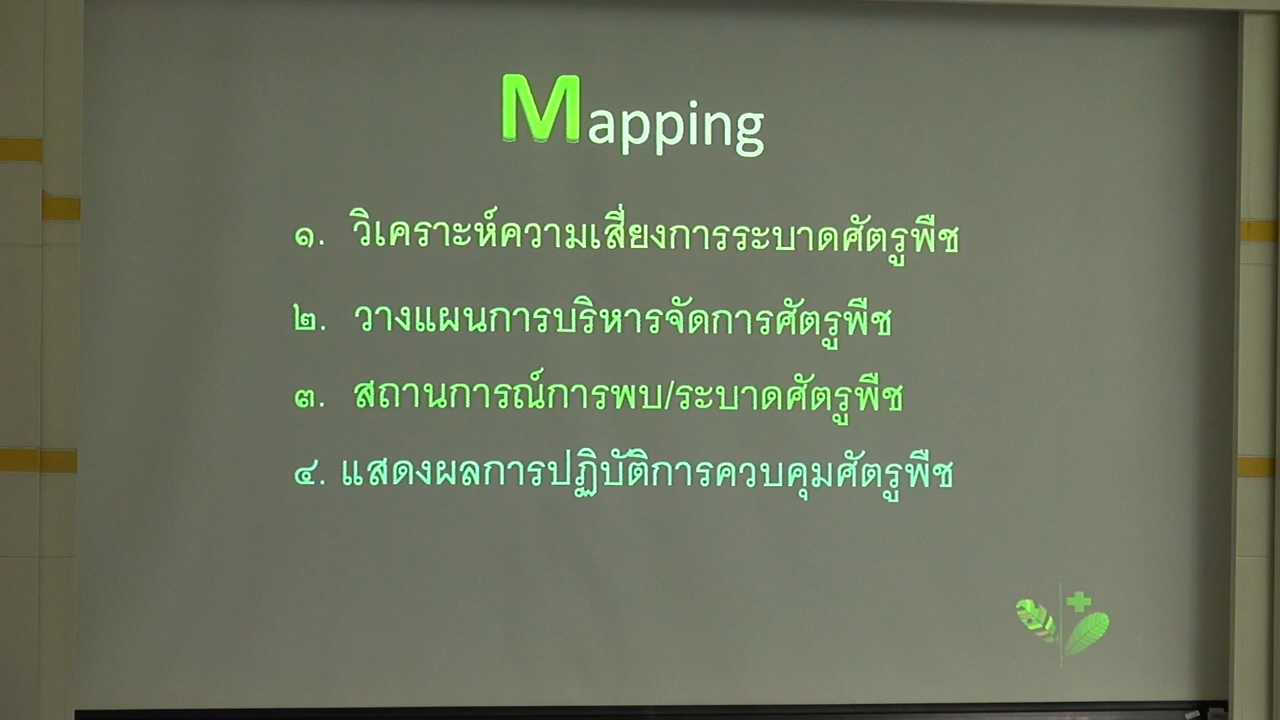 Mapping
๑. วิเคราะห์ความเสี่ยงการระบาดศัตรูพืช
๒. วางแผนการบริหารจัดการศัตรูพืช
๓. สถานการณ์การพบ/ระบาดศัตรูพืช
๔. แสดงผลการปฏิบัติการควบคุมศัตรูพืช